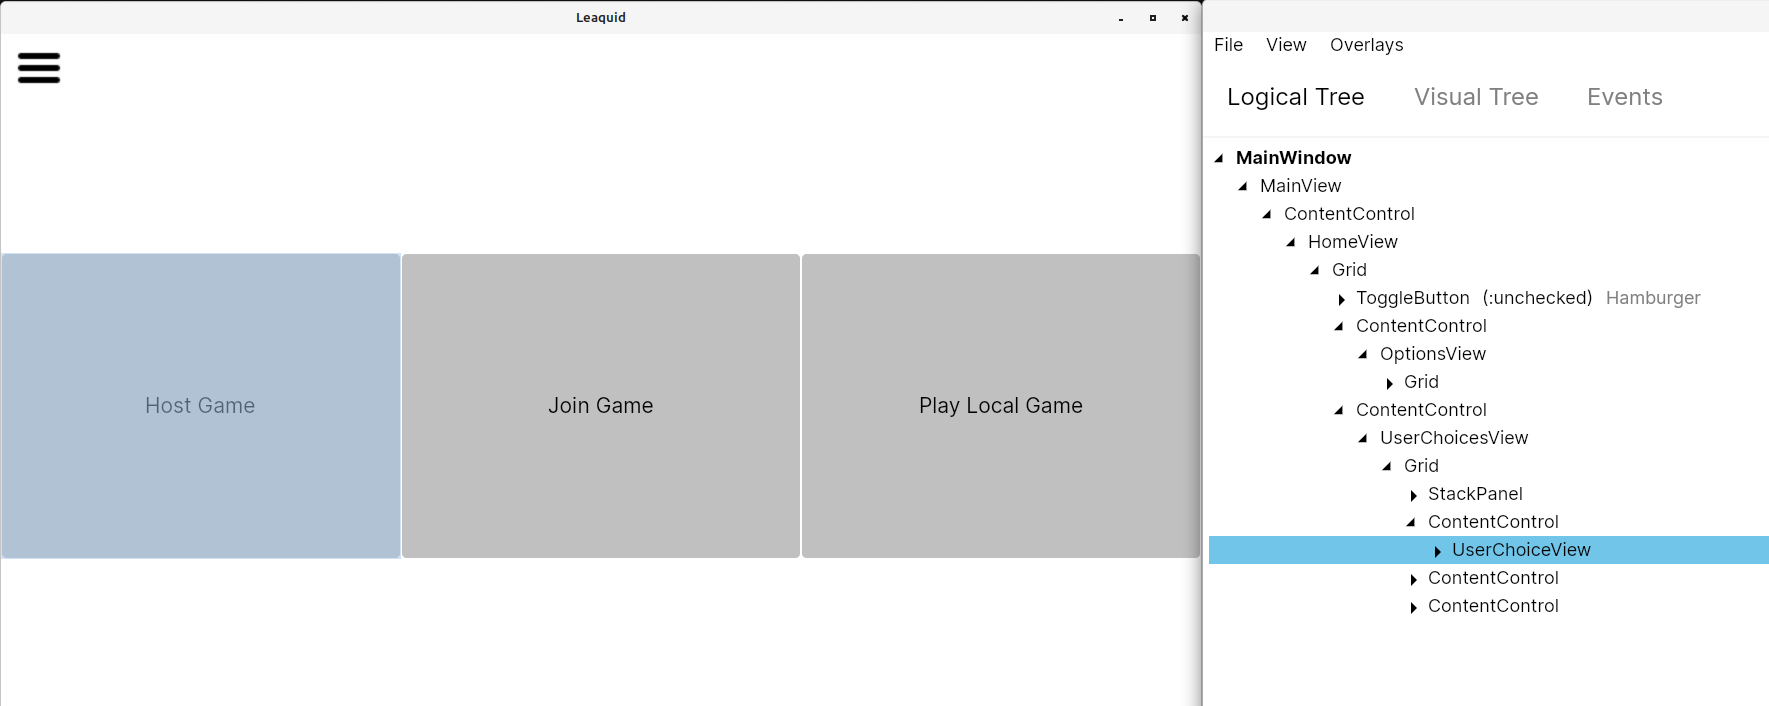 Leaquid
Host Game
Join Game
Play Local Game
File View Overlays
Logical Tree Visual Tree Events
MainWindow
MainView
ContentControl
HomeView
Grid
ToggleButton (:unchecked) Hamburger
ContentControl
OptionsView
Grid
ContentControl
UserChoicesView
Grid
StackPanel
ContentControl
UserChoiceView
ContentControl
ContentControl